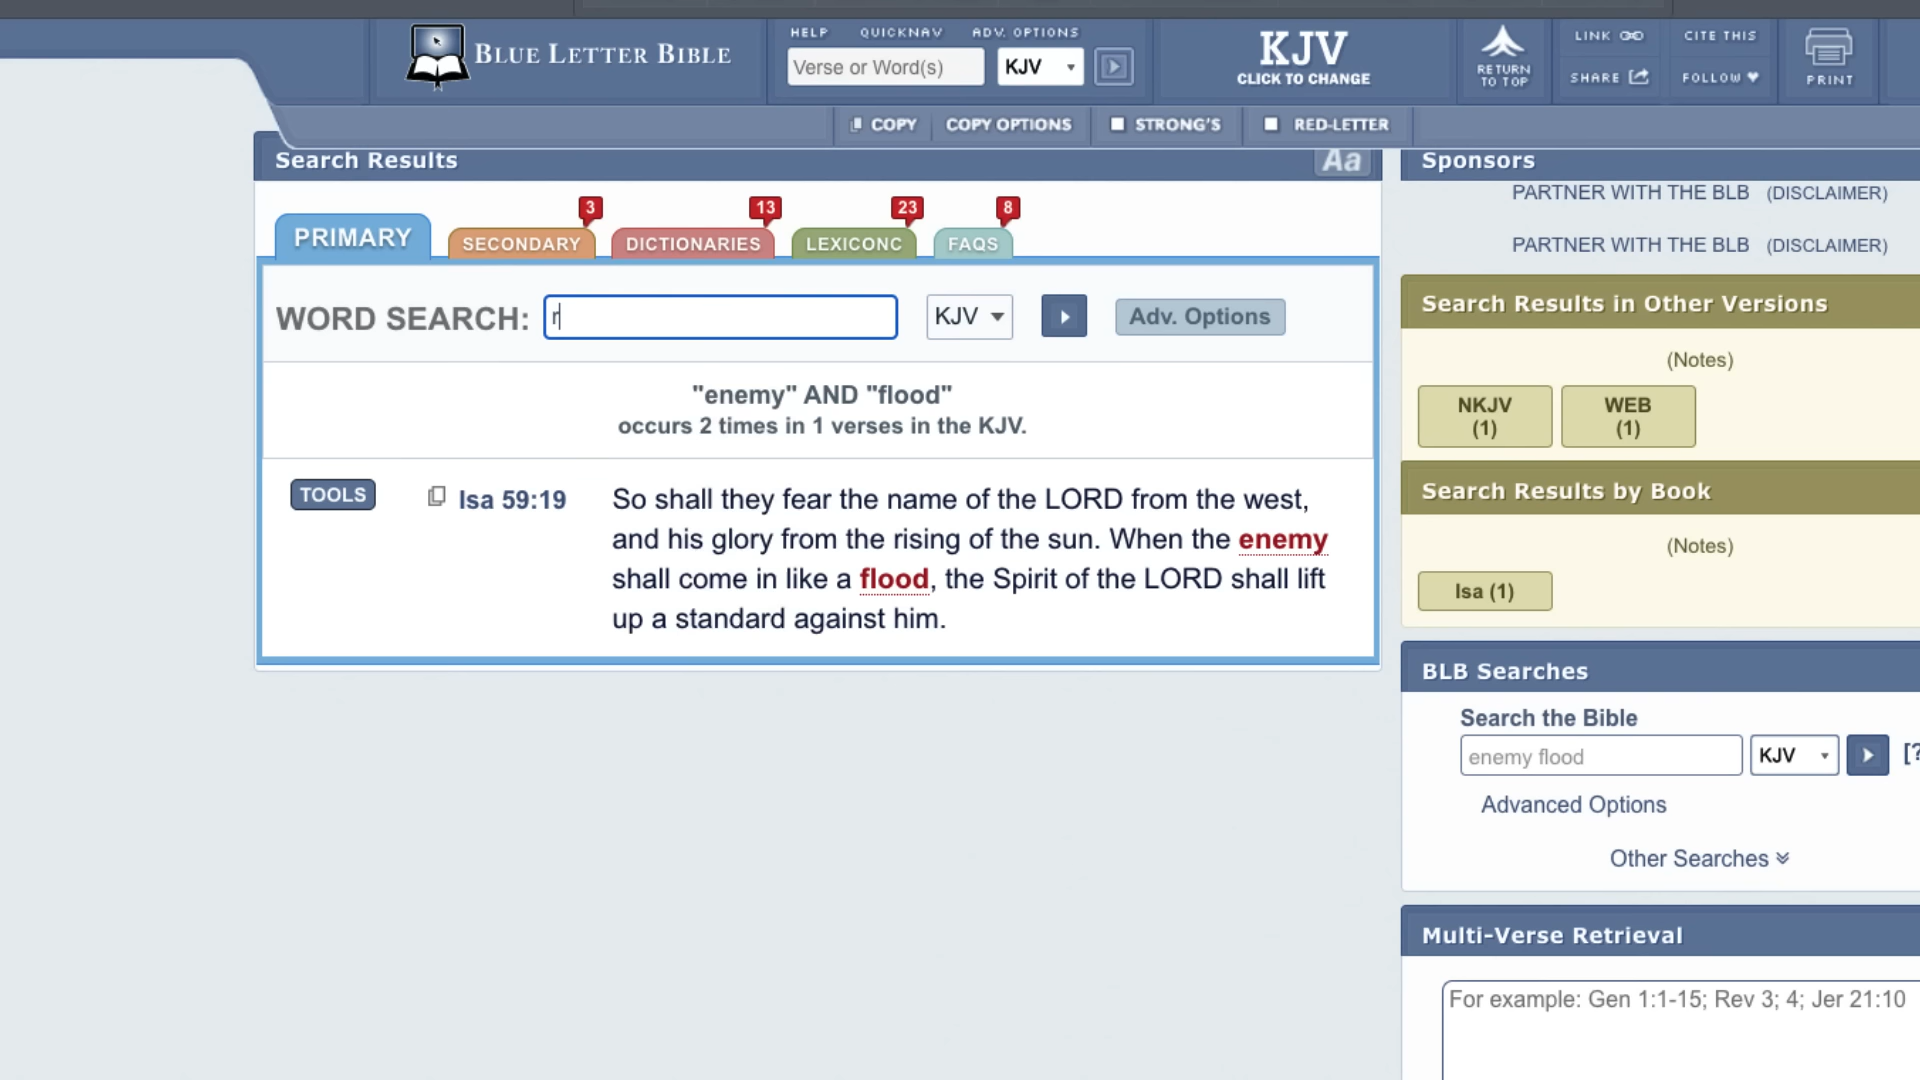 BLUE LETTER BIBLE
HELP QUICKNAV ADV. OPTIONS
Verse or Word(s) KJV
KJV
CLICK TO CHANGE
RETURN
TO TOP
LINK
SHARE
CITE THIS
FOLLOW
PRINT
COPY COPY OPTIONS STRONG'S RED-LETTER
Search Results Aa
3 13 23 8
PRIMARY SECONDARY DICTIONARIES LEXICONC FAQS
WORD SEARCH: r KJV Adv. Options
"enemy" AND "flood"
occurs 2 times in 1 verses in the KJV.
TOOLS Isa 59:19 So shall they fear the name of the LORD from the west,
and his glory from the rising of the sun. When the enemy
shall come in like a flood, the Spirit of the LORD shall lift
up a standard against him.
Sponsors
PARTNER WITH THE BLB (DISCLAIMER)
PARTNER WITH THE BLB (DISCLAIMER)
Search Results in Other Versions
(Notes)
NKJV
(1)
WEB
(1)
Search Results by Book
(Notes)
Isa (1)
BLB Searches
Search the Bible
enemy flood KJV [?
Advanced Options
Other Searches
Multi-Verse Retrieval
For example: Gen 1:1-15; Rev 3; 4; Jer 21:10